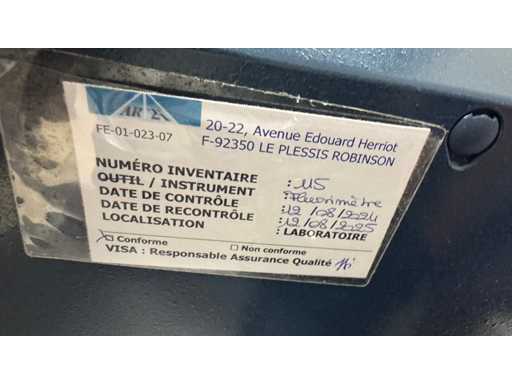 FE-01-023-07
20-22, Avenue Edouard Herriot
F-92350 LE PLESSIS ROBINSON
NUMÉRO INVENTAIRE : 115
OUTIL / INSTRUMENT : Fluorimètre
DATE DE CONTRÔLE : 12/08/2024
DATE DE RECONTRÔLE : 12/08/2025
LOCALISATION : LABORATOIRE
Conforme Non conforme
VISA : Responsable Assurance Qualité